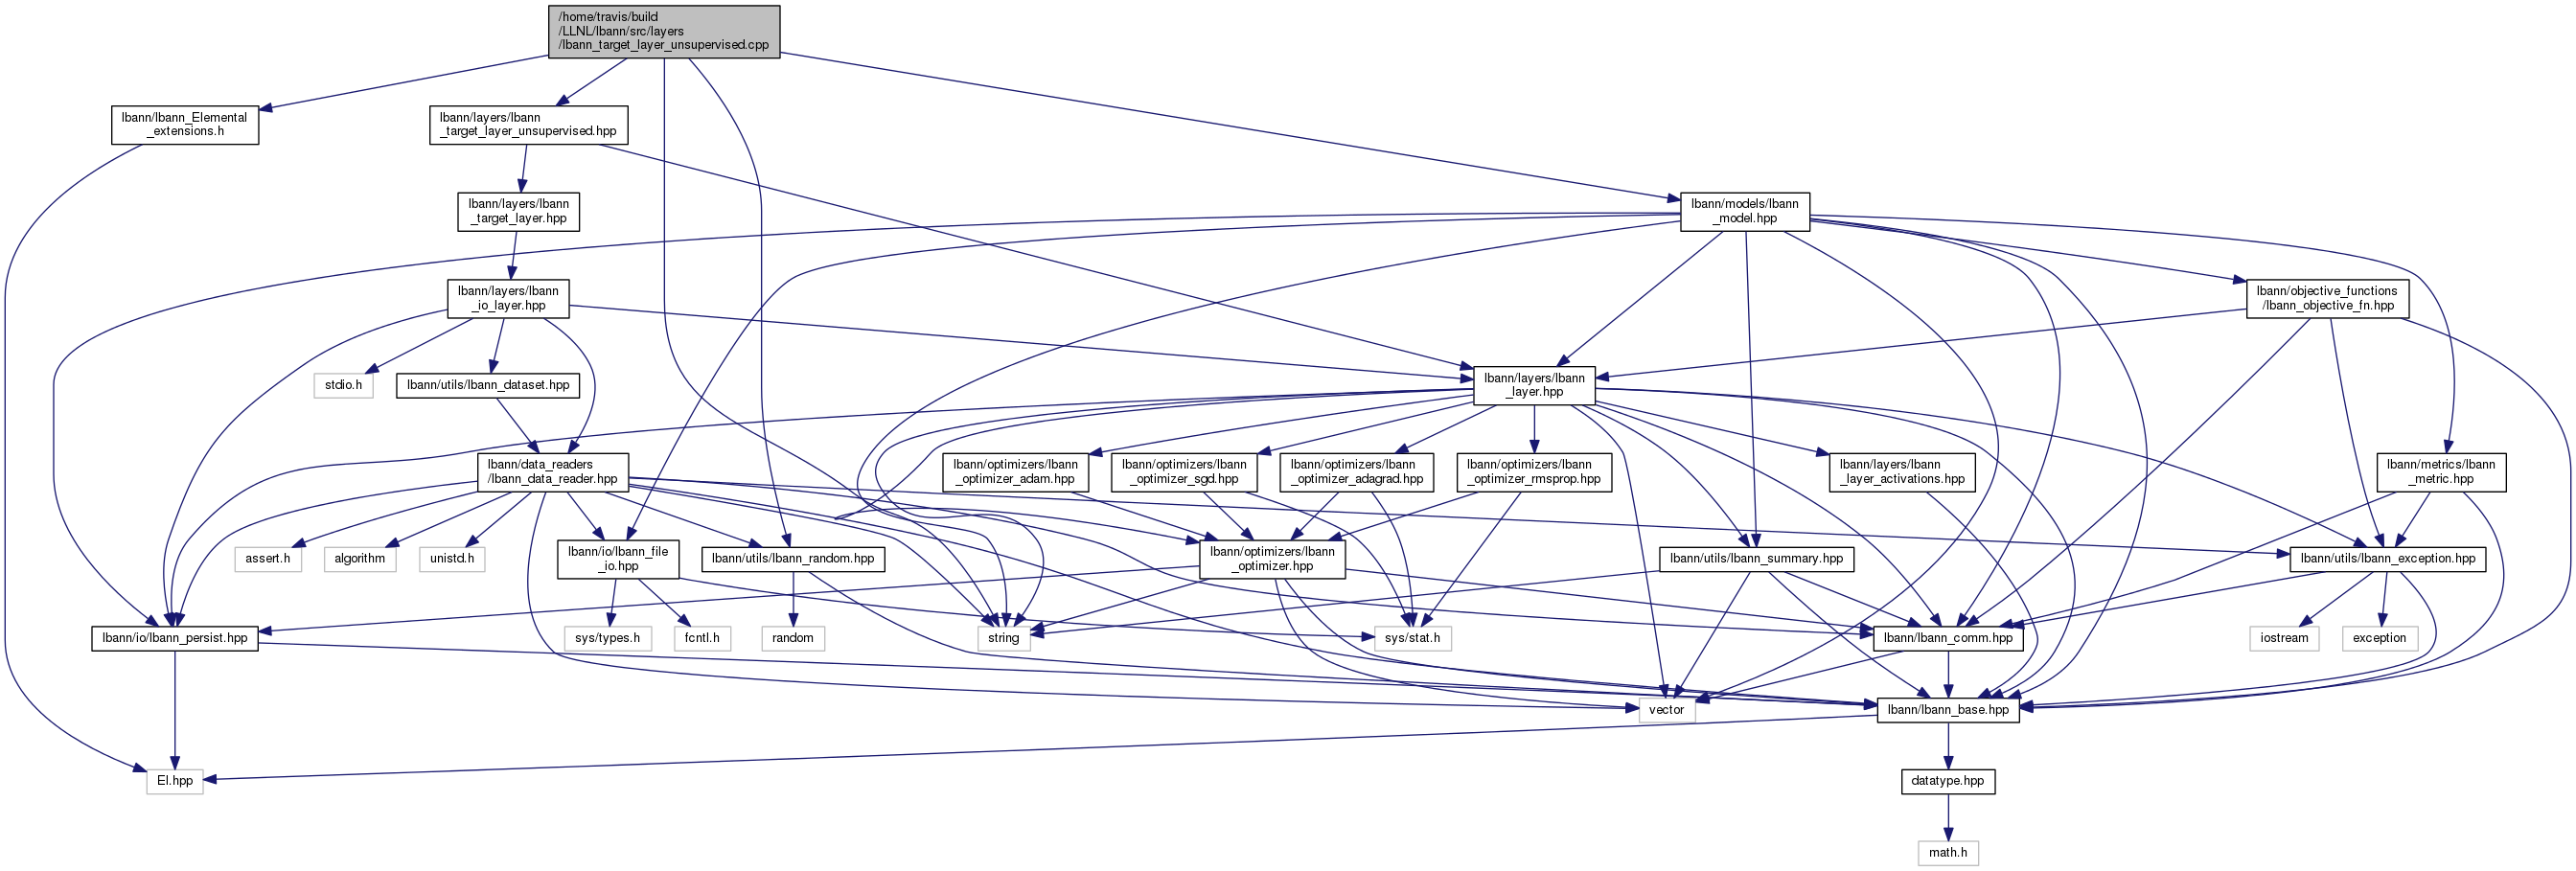 /home/travis/build
/LLNL/lbann/src/layers
/lbann_target_layer_unsupervised.cpp
lbann/lbann_Elemental
_extensions.h
lbann/layers/lbann
_target_layer_unsupervised.hpp
lbann/layers/lbann
_target_layer.hpp
lbann/models/lbann
_model.hpp
lbann/layers/lbann
_io_layer.hpp
lbann/objective_functions
/lbann_objective_fn.hpp
stdio.h
lbann/utils/lbann_dataset.hpp
lbann/layers/lbann
_layer.hpp
lbann/data_readers
/lbann_data_reader.hpp
lbann/optimizers/lbann
_optimizer_adam.hpp
lbann/optimizers/lbann
_optimizer_sgd.hpp
lbann/optimizers/lbann
_optimizer_adagrad.hpp
lbann/optimizers/lbann
_optimizer_rmsprop.hpp
lbann/layers/lbann
_layer_activations.hpp
lbann/metrics/lbann
_metric.hpp
assert.h
algorithm
unistd.h
lbann/io/lbann_file
_io.hpp
lbann/utils/lbann_random.hpp
lbann/optimizers/lbann
_optimizer.hpp
lbann/utils/lbann_summary.hpp
lbann/utils/lbann_exception.hpp
lbann/io/lbann_persist.hpp
sys/types.h
fcntl.h
random
string
sys/stat.h
lbann/lbann_comm.hpp
iostream
exception
vector
lbann/lbann_base.hpp
El.hpp
datatype.hpp
math.h